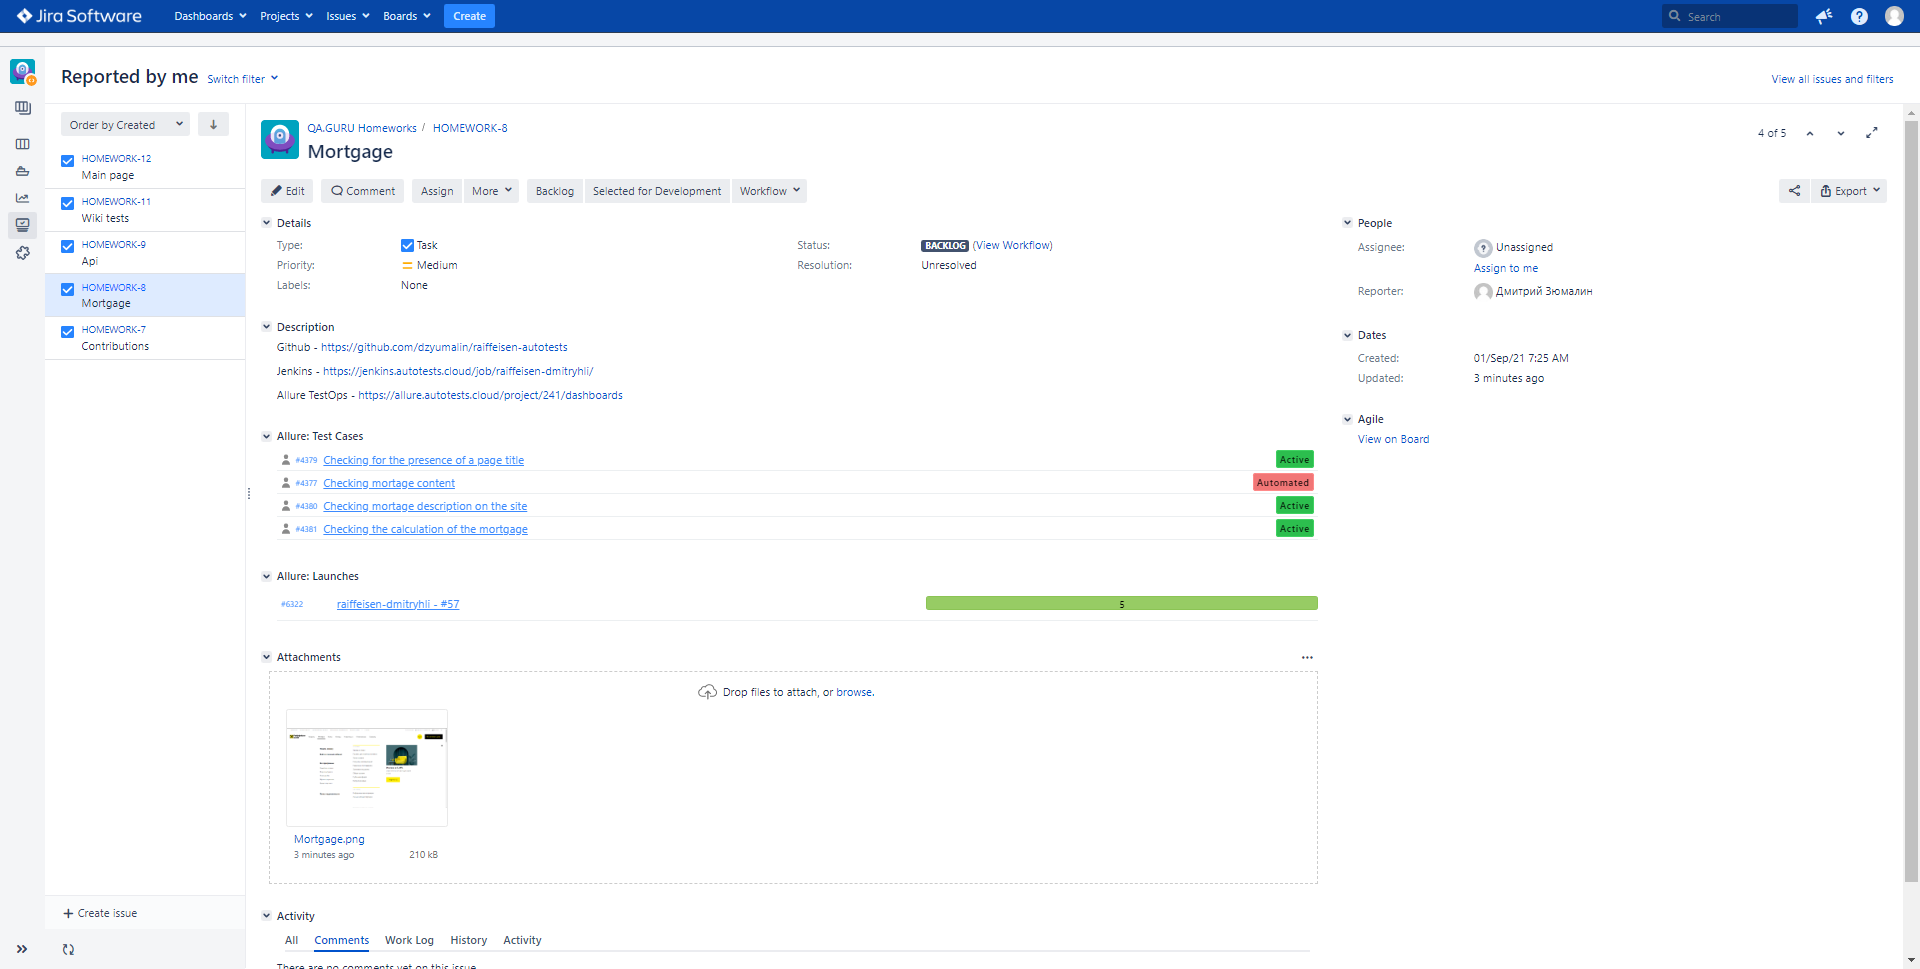 Jira Software Dashboards Projects Issues Boards Create Search
Reported by me Switch filter View all issues and filters
Order by Created
HOMEWORK-12
Main page
HOMEWORK-11
Wiki tests
HOMEWORK-9
Api
HOMEWORK-8
Mortgage
HOMEWORK-7
Contributions
+ Create issue
QA.GURU Homeworks / HOMEWORK-8
Mortgage
4 of 5
Edit Comment Assign More Backlog Selected for Development Workflow Export
Details
Type: Task
Priority: Medium
Labels: None
Status: BACKLOG (View Workflow)
Resolution: Unresolved
Description
Github - https://github.com/dzyumalin/raiffeisen-autotests
Jenkins - https://jenkins.autotests.cloud/job/raiffeisen-dmitryhli/
Allure TestOps - https://allure.autotests.cloud/project/241/dashboards
Allure: Test Cases
#4379 Checking for the presence of a page title Active
#4377 Checking mortage content Automated
#4380 Checking mortage description on the site Active
#4381 Checking the calculation of the mortgage Active
Allure: Launches
#6322 raiffeisen-dmitryhli - #57 5
Attachments
Drop files to attach, or browse.
Mortgage.png
3 minutes ago 210 kB
Activity
All Comments Work Log History Activity
There are no comments yet on this issue.
People
Assignee: Unassigned
Assign to me
Reporter: Дмитрий Зюмалин
Dates
Created: 01/Sep/21 7:25 AM
Updated: 3 minutes ago
Agile
View on Board